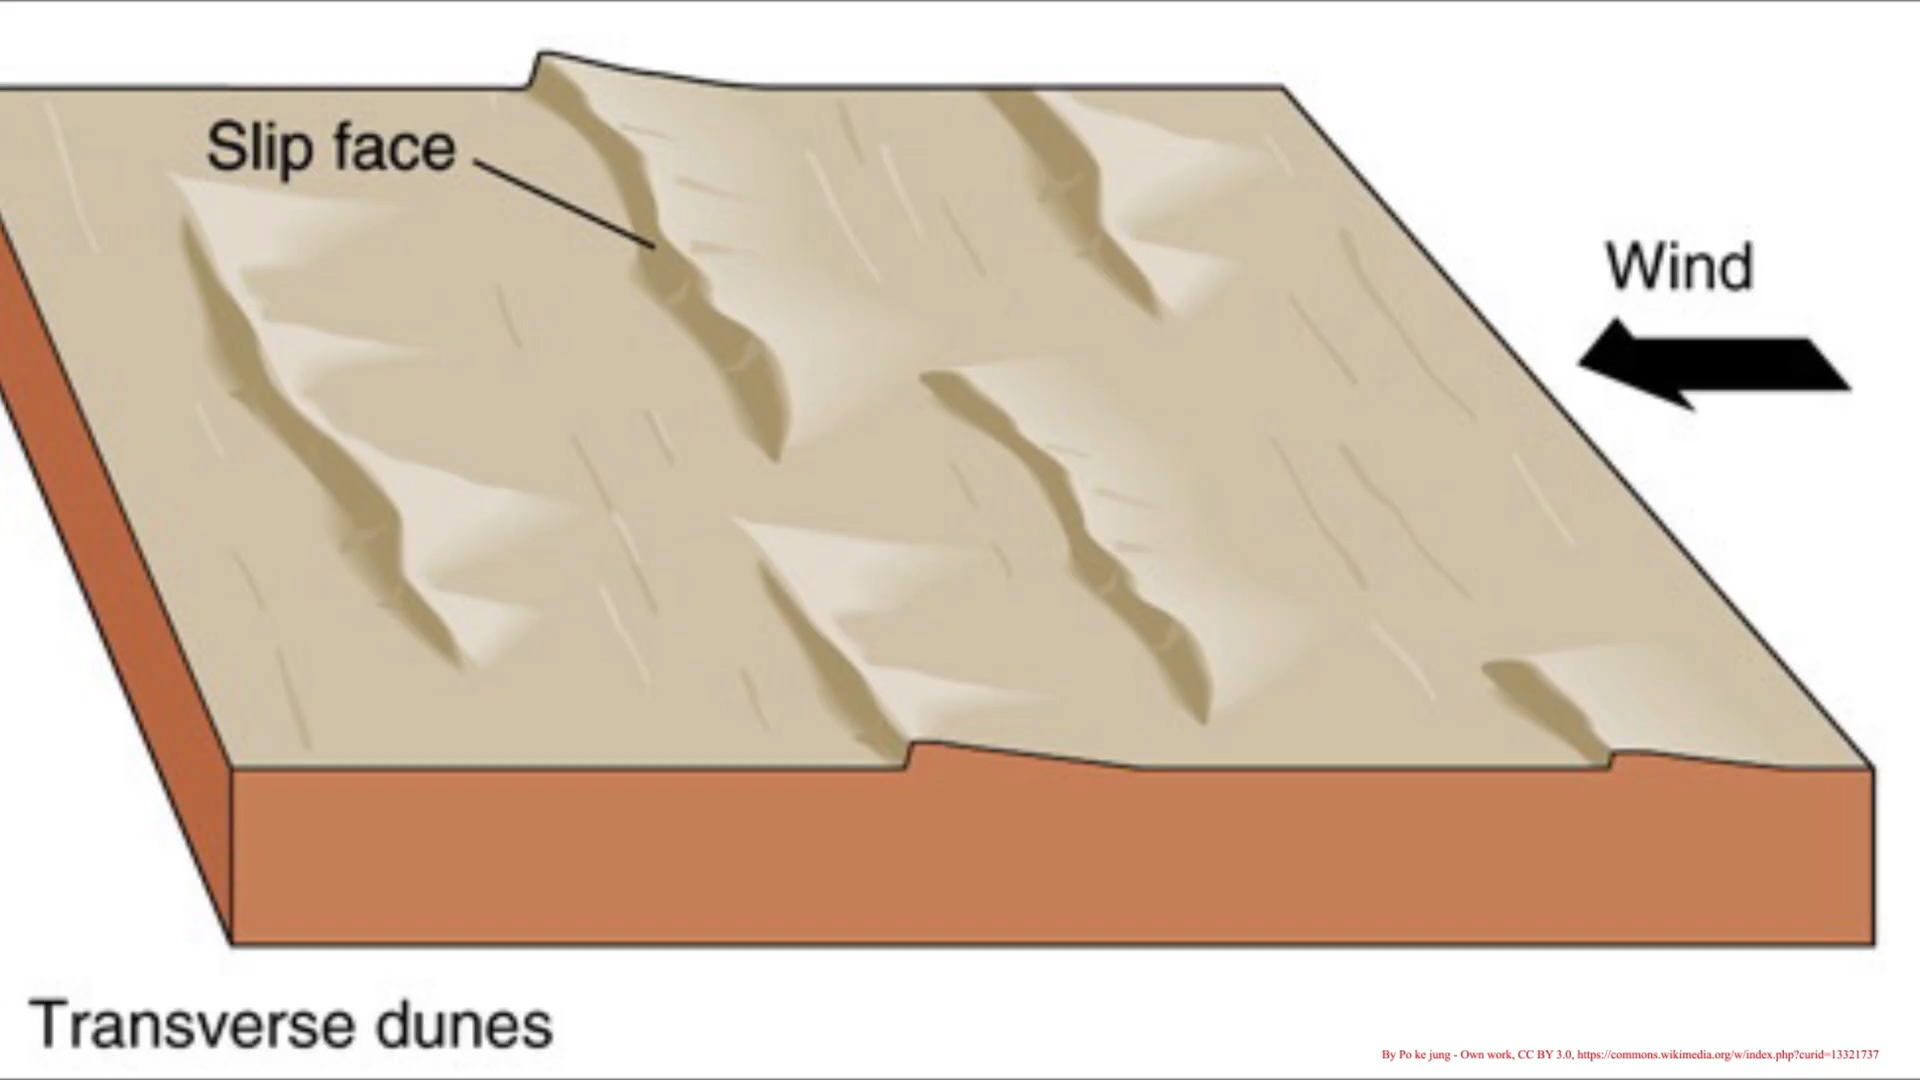 Slip face
Wind
Transverse dunes
By Po ke jung - Own work, CC BY 3.0, https://commons.wikimedia.org/w/index.php?curid=13321737